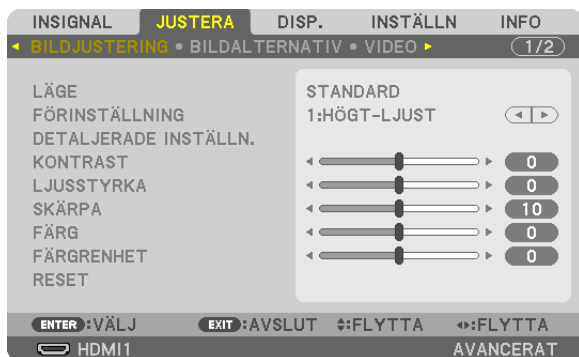 INSIGNAL JUSTERA DISP. INSTÄLLN INFO
BILDJUSTERING • BILDALTERNATIV • VIDEO 1/2
LÄGE STANDARD
FÖRINSTÄLLNING 1:HÖGT-LJUST
DETALJERADE INSTÄLLN.
KONTRAST 0
LJUSSTYRKA 0
SKÄRPA 10
FÄRG 0
FÄRGRENHET 0
RESET
ENTER:VÄLJ EXIT:AVSLUT :FLYTTA :FLYTTA
HDMI1 AVANCERAT